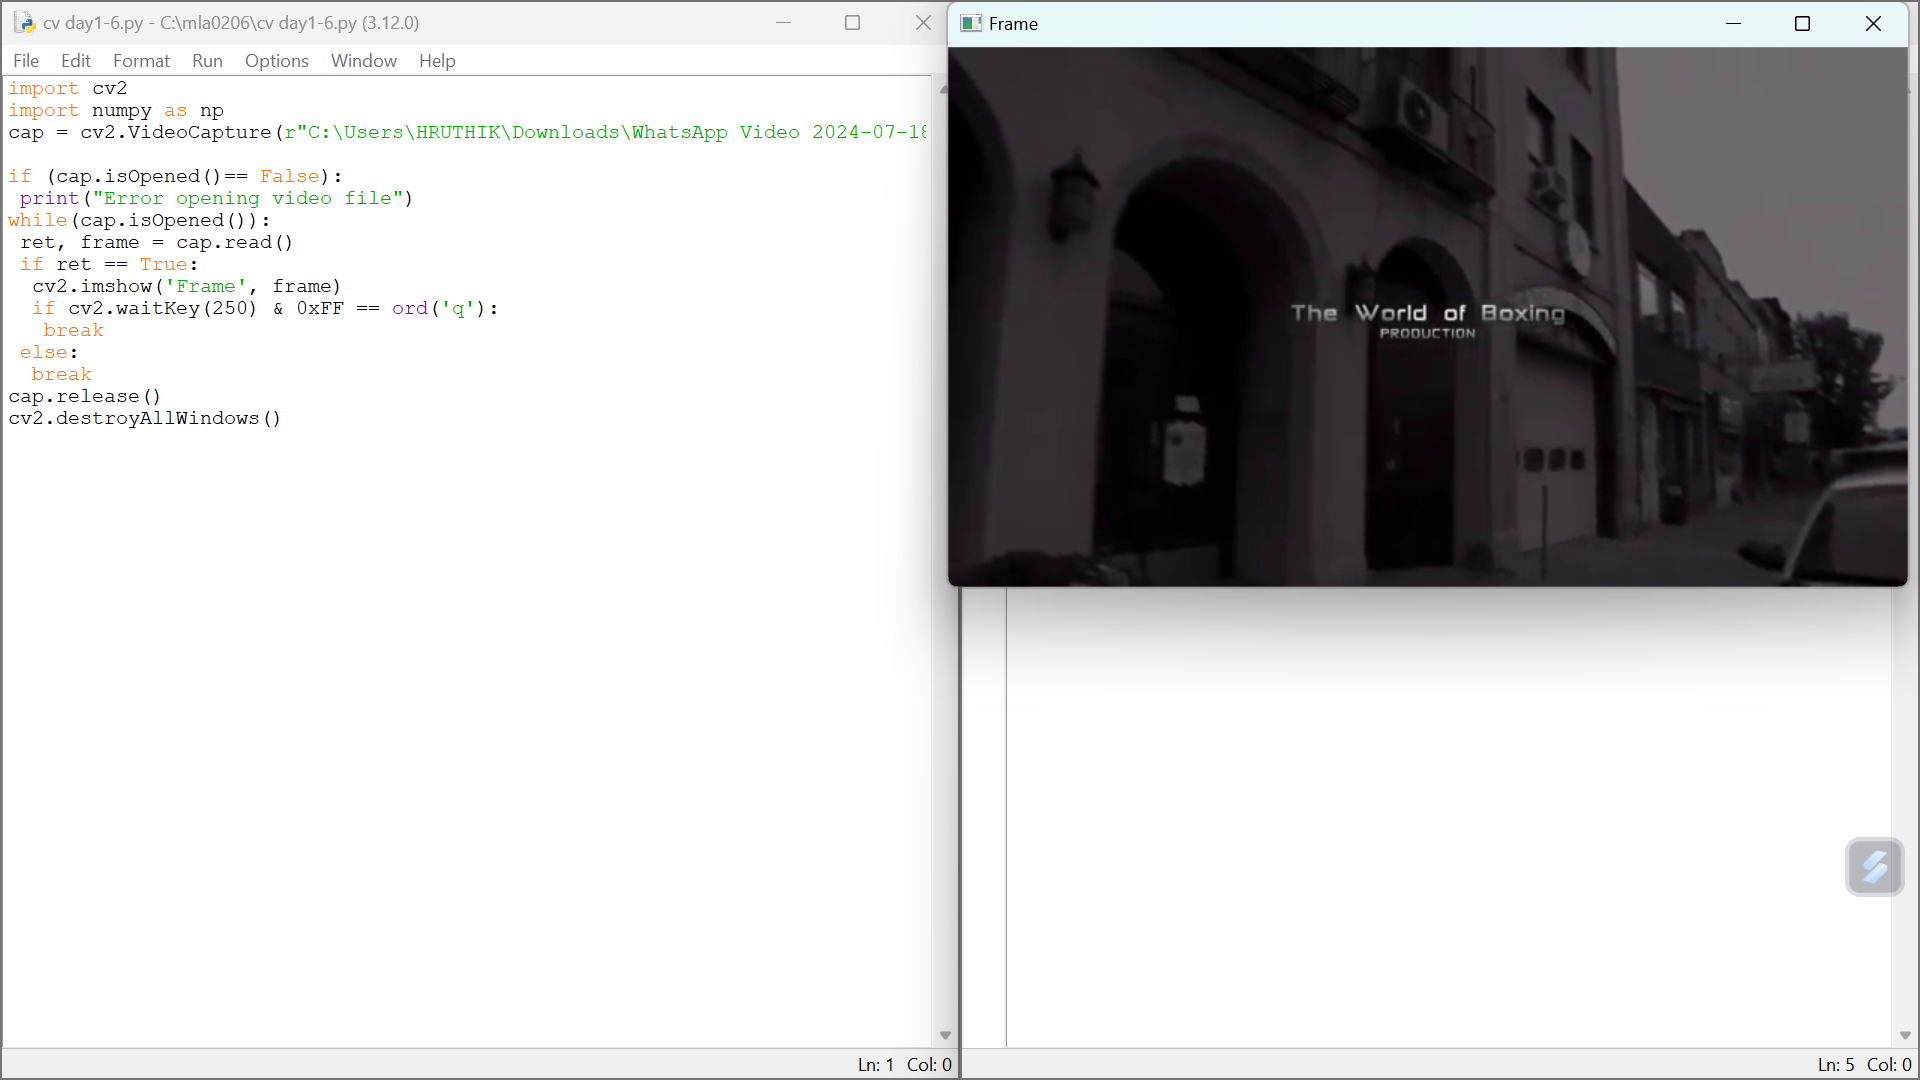 cv day1-6.py - C:\mla0206\cv day1-6.py (3.12.0)
File Edit Format Run Options Window Help
import cv2
import numpy as np
cap = cv2.VideoCapture(r"C:\Users\HRUTHIK\Downloads\WhatsApp Video 2024-07-18
if (cap.isOpened()== False):
 print("Error opening video file")
while(cap.isOpened()):
 ret, frame = cap.read()
 if ret == True:
  cv2.imshow('Frame', frame)
  if cv2.waitKey(250) & 0xFF == ord('q'):
   break
 else:
  break
cap.release()
cv2.destroyAllWindows()
Ln: 1 Col: 0
Frame
The World of Boxing
PRODUCTION
Ln: 5 Col: 0